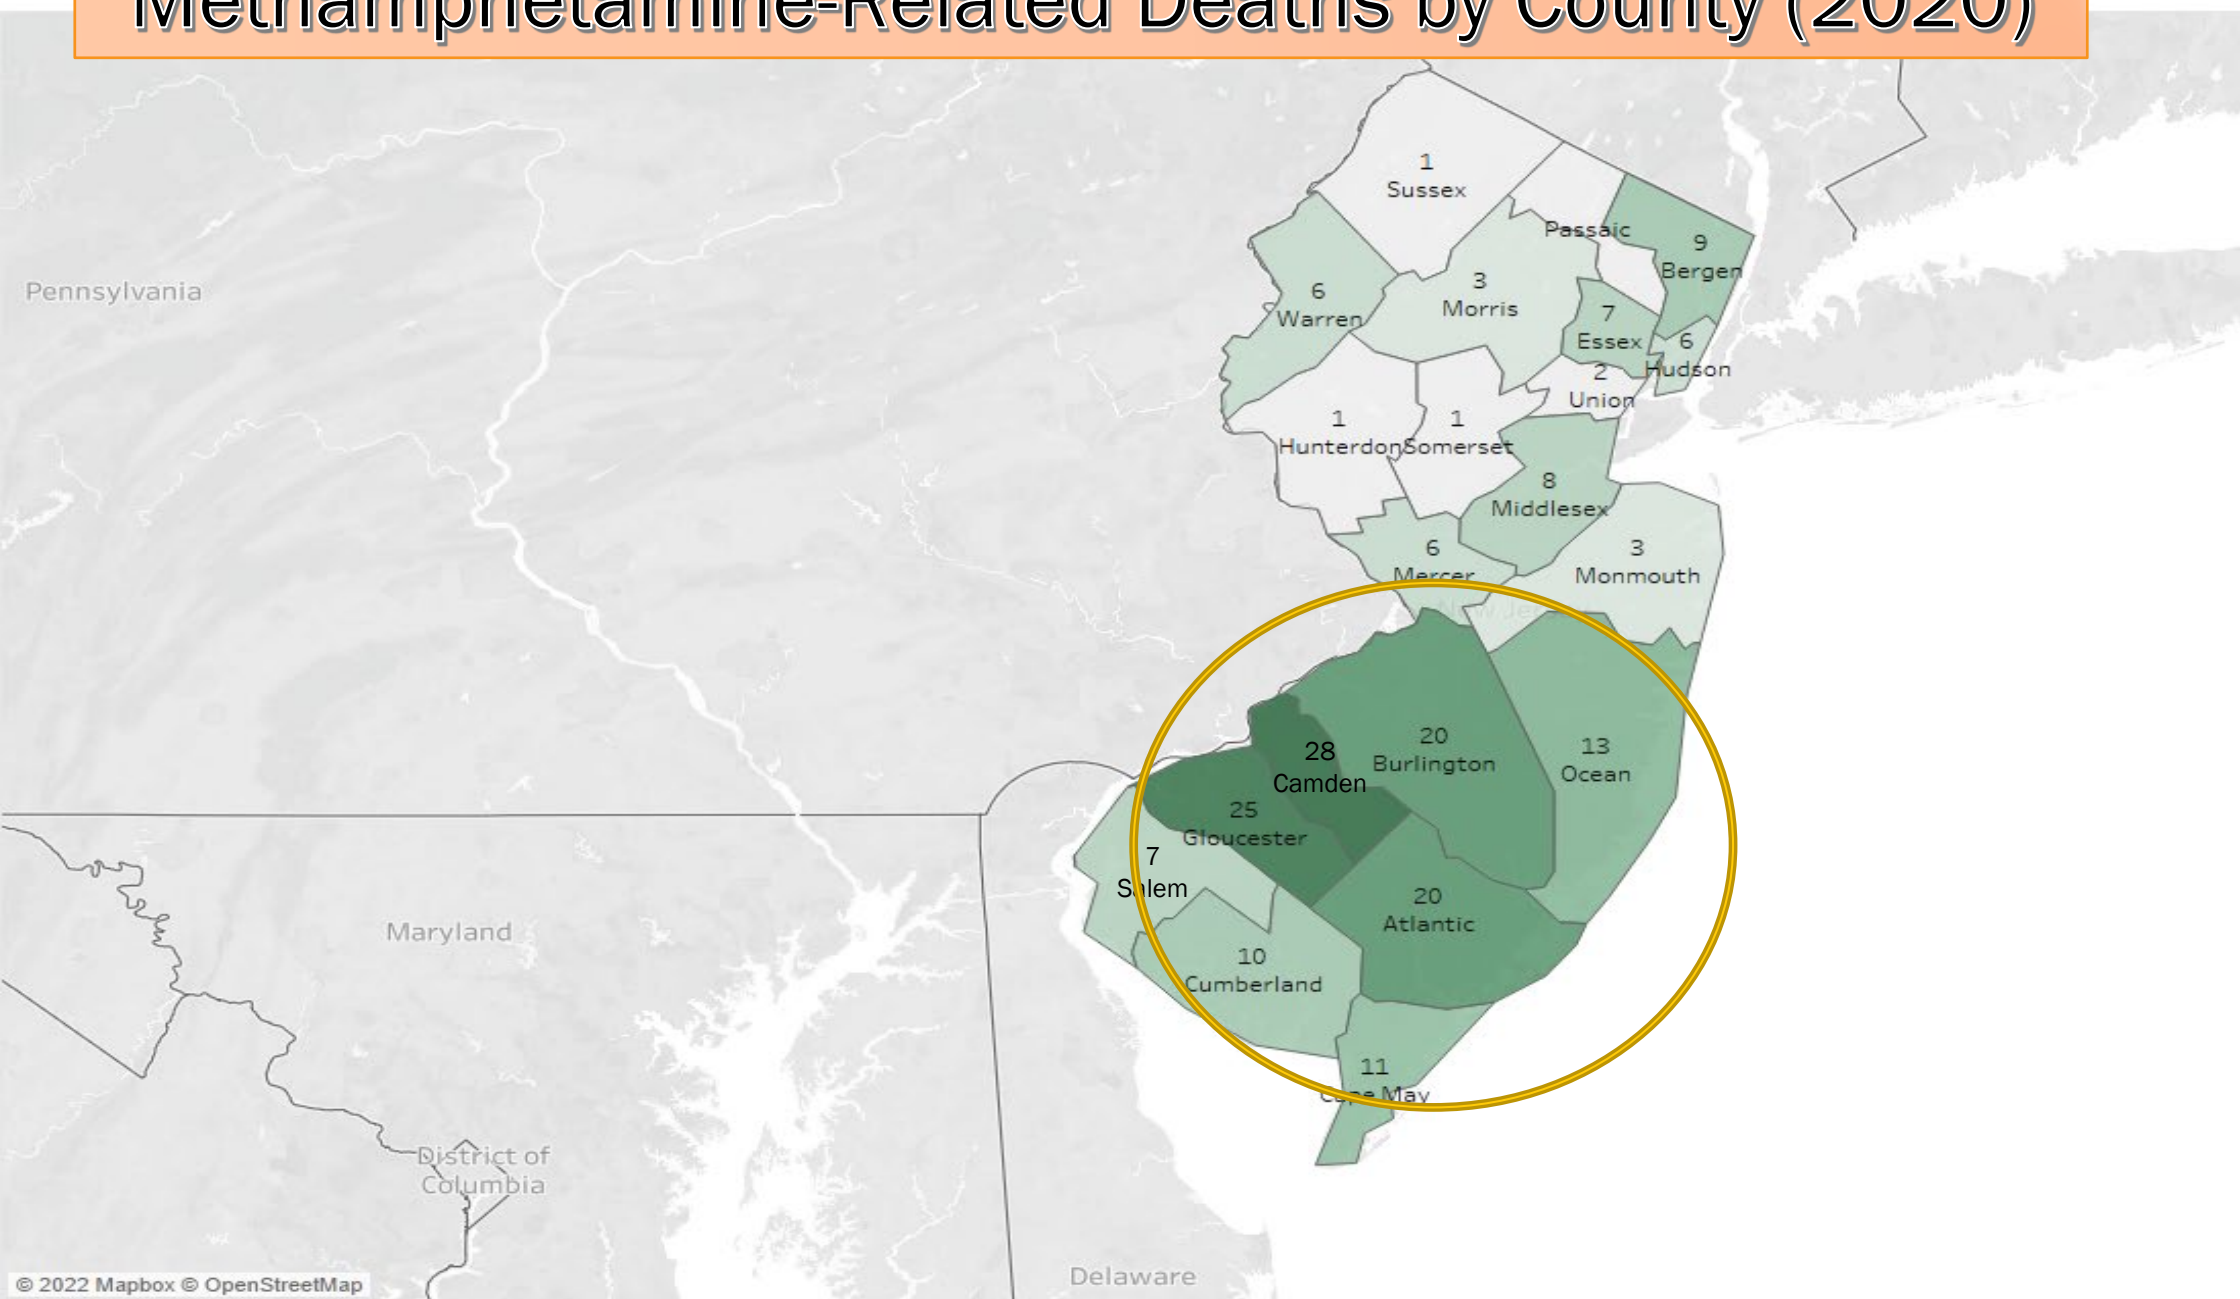 Methamphetamine-Related Deaths by County (2020)
1
Sussex
Passaic
9
Bergen
6
Warren
3
Morris
7
Essex
6
Hudson
2
Union
1
Hunterdon
1
Somerset
8
Middlesex
6
Mercer
3
Monmouth
New Jersey
Pennsylvania
28
Camden
20
Burlington
13
Ocean
25
Gloucester
7
Salem
20
Atlantic
10
Cumberland
11
Cape May
Maryland
District of
Columbia
Delaware
© 2022 Mapbox © OpenStreetMap